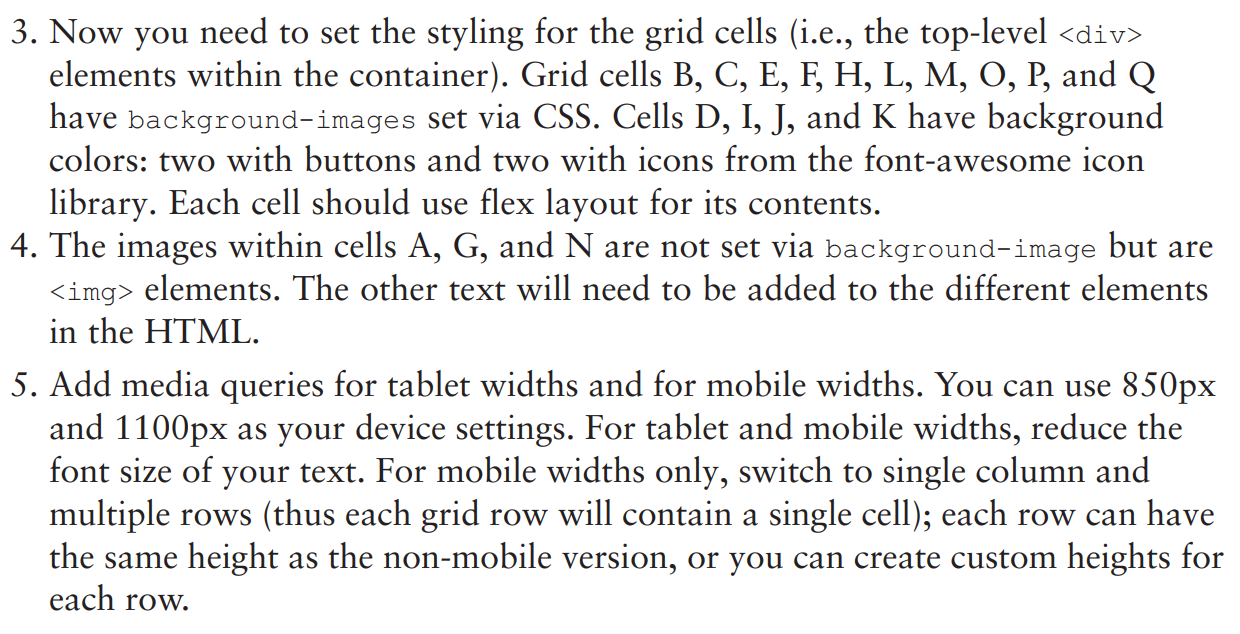 3. Now you need to set the styling for the grid cells (i.e., the top-level <div>
elements within the container). Grid cells B, C, E, F, H, L, M, O, P, and Q
have background-images set via CSS. Cells D, I, J, and K have background
colors: two with buttons and two with icons from the font-awesome icon
library. Each cell should use flex layout for its contents.
4. The images within cells A, G, and N are not set via background-image but are
<img> elements. The other text will need to be added to the different elements
in the HTML.
5. Add media queries for tablet widths and for mobile widths. You can use 850px
and 1100px as your device settings. For tablet and mobile widths, reduce the
font size of your text. For mobile widths only, switch to single column and
multiple rows (thus each grid row will contain a single cell); each row can have
the same height as the non-mobile version, or you can create custom heights for
each row.